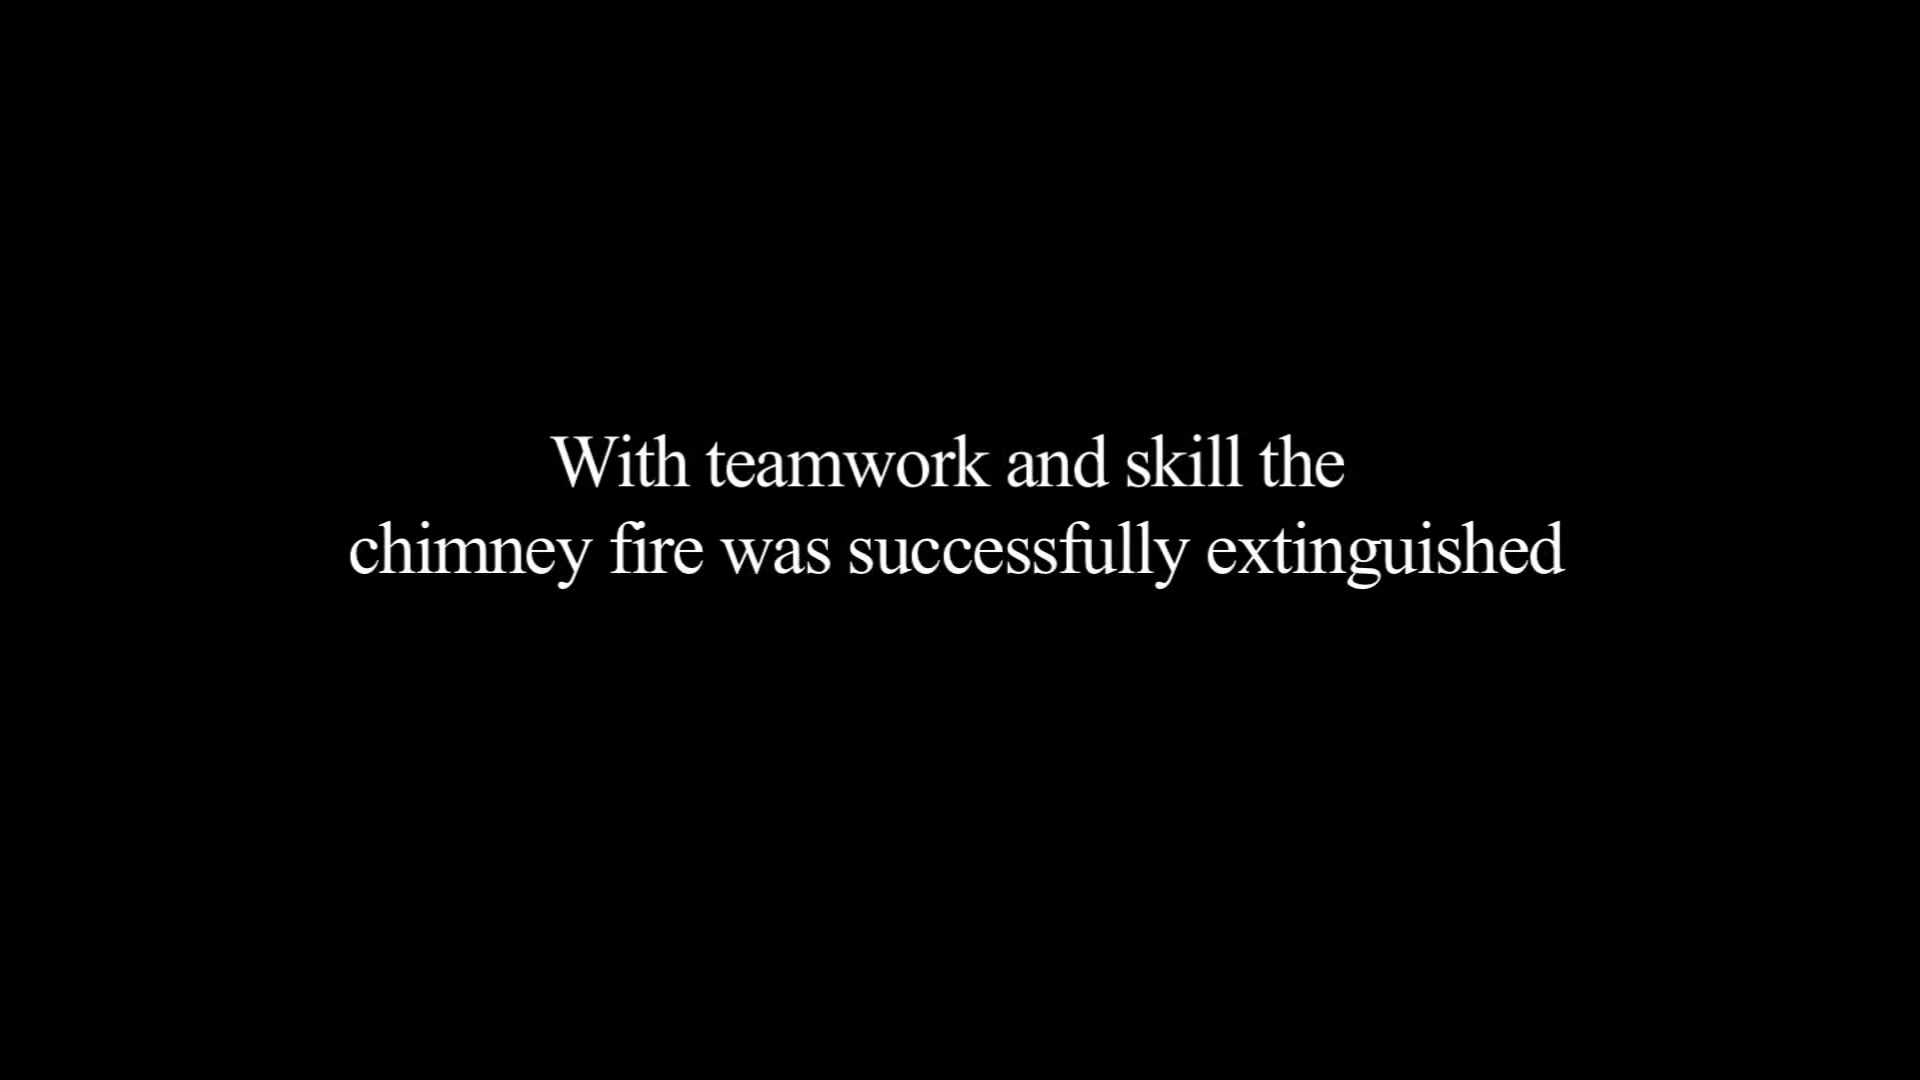 With teamwork and skill the
chimney fire was successfully extinguished